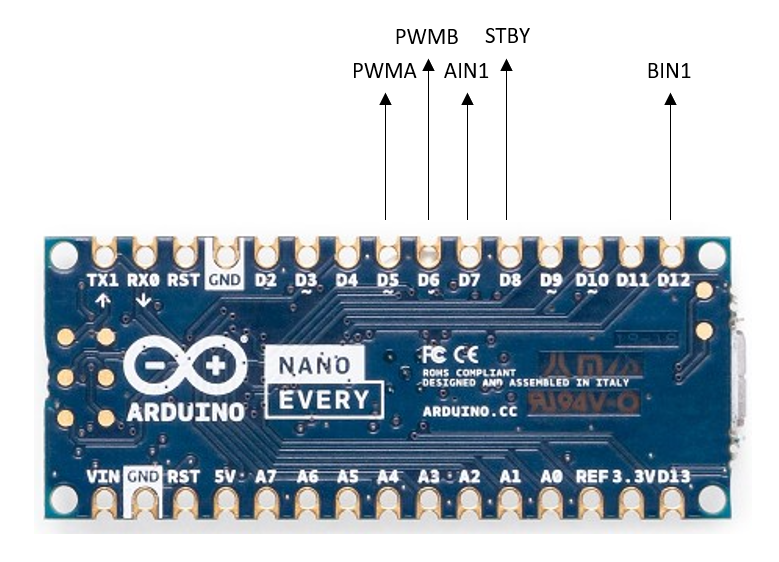 PWMB STBY
PWMA AIN1 BIN1
TX1 RX0 RST GND D2 D3 D4 D5 D6 D7 D8 D9 D10 D11 D12
~ ~ ~ ~ ~
NANO
EVERY
ARDUINO
FC CE
ROHS COMPLIANT
DESIGNED AND ASSEMBLED IN ITALY
94V-0
ARDUINO.CC
VIN GND RST 5V A7 A6 A5 A4 A3 A2 A1 A0 REF 3.3V D13